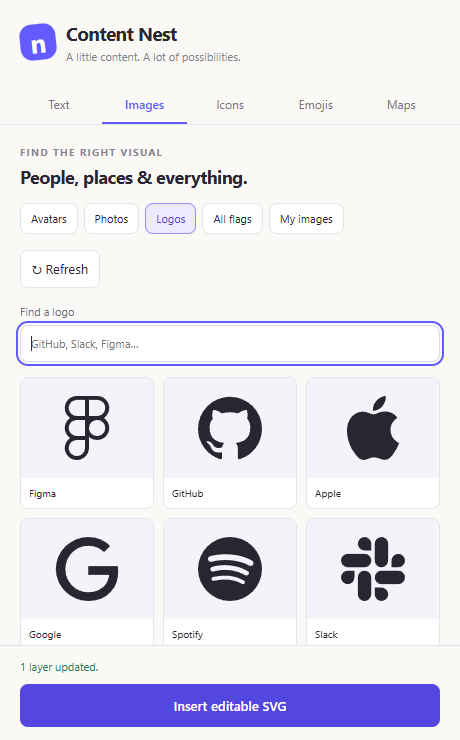 n
Content Nest
A little content. A lot of possibilities.
Text Images Icons Emojis Maps
FIND THE RIGHT VISUAL
People, places & everything.
Avatars Photos Logos All flags My images
↻ Refresh
Find a logo
GitHub, Slack, Figma...
Figma GitHub Apple
Google Spotify Slack
1 layer updated.
Insert editable SVG